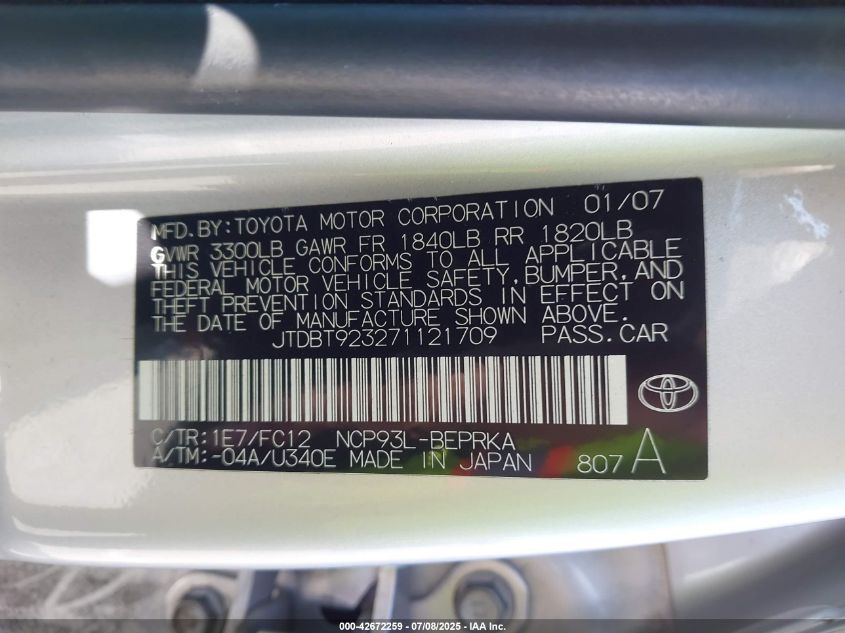 MFD.BY:TOYOTA MOTOR CORPORATION 01/07
GVWR 3300LB GAWR FR 1840LB RR 1820LB
THIS VEHICLE CONFORMS TO ALL APPLICABLE
FEDERAL MOTOR VEHICLE SAFETY,BUMPER,AND
THEFT PREVENTION STANDARDS IN EFFECT ON
THE DATE OF MANUFACTURE SHOWN ABOVE.
JTDBT923271121709 PASS.CAR
C/TR:1E7/FC12 NCP93L-BEPRKA
A/TM:-04A/U340E MADE IN JAPAN 807 A
000-42672259 - 07/08/2025 - IAA Inc.